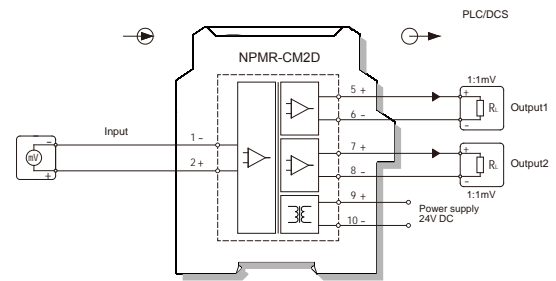 PLC/DCS
NPMR-CM2D
1:1mV
5 +
+
RL
Output1
6 –
–
Input
1 –
–
mV
2 +
+
7 +
+
RL
Output2
8 –
–
1:1mV
9 +
Power supply
24V DC
10 –